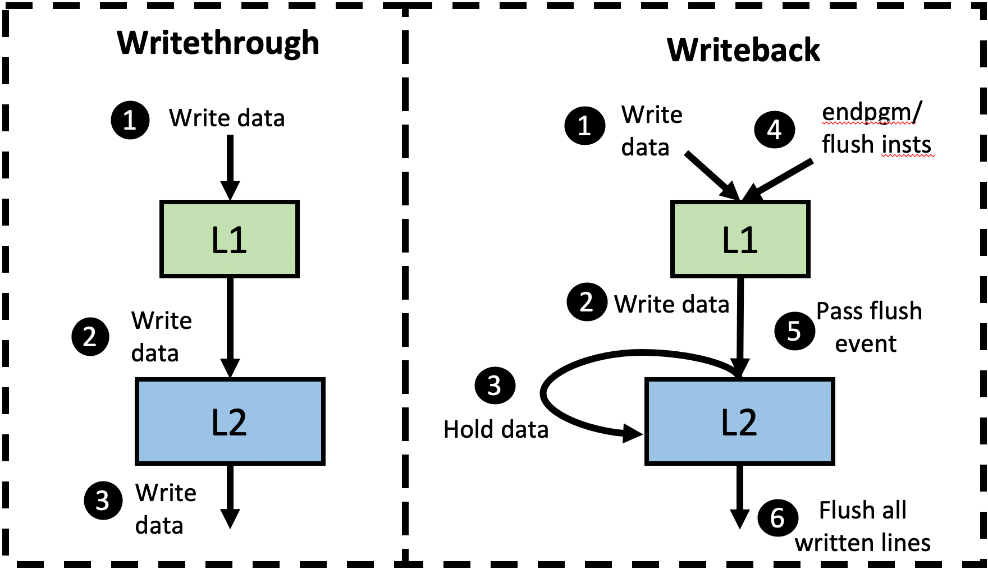 Writethrough
1 Write data
L1
2 Write
data
L2
3 Write
data
Writeback
1 Write
data
4 endpgm/
flush insts
L1
2 Write data
5 Pass flush
event
3
Hold data
L2
6 Flush all
written lines